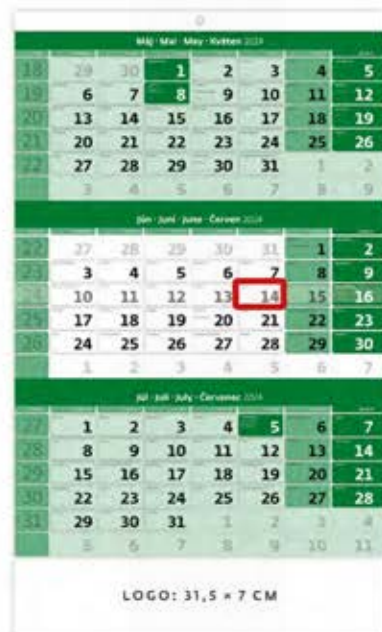 Máj · Mai · May · Květen 2024
18 29 30 1 2 3 4 5
19 6 7 8 9 10 11 12
20 13 14 15 16 17 18 19
21 20 21 22 23 24 25 26
22 27 28 29 30 31 1 2
3 4 5 6 7 8 9
Jún · Juni · June · Červen 2024
22 27 28 29 30 31 1 2
23 3 4 5 6 7 8 9
24 10 11 12 13 14 15 16
25 17 18 19 20 21 22 23
26 24 25 26 27 28 29 30
1 2 3 4 5 6 7
Júl · Juli · July · Červenec 2024
27 1 2 3 4 5 6 7
28 8 9 10 11 12 13 14
29 15 16 17 18 19 20 21
30 22 23 24 25 26 27 28
31 29 30 31 1 2 3 4
5 6 7 8 9 10 11
LOGO: 31,5 × 7 CM